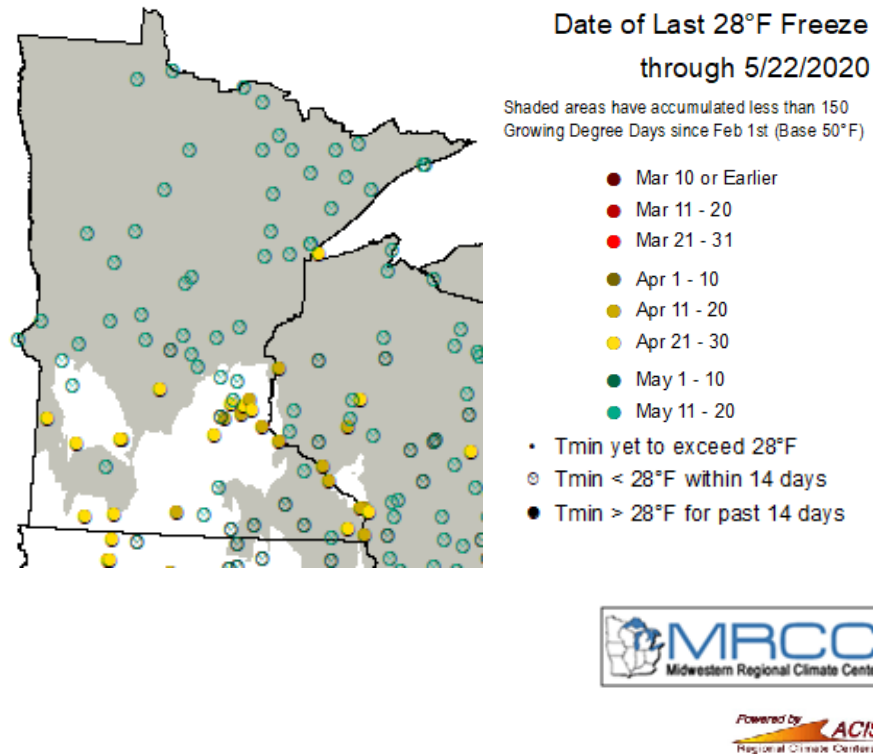 Date of Last 28°F Freeze
through 5/22/2020
Shaded areas have accumulated less than 150
Growing Degree Days since Feb 1st (Base 50°F)
Mar 10 or Earlier
Mar 11 - 20
Mar 21 - 31
Apr 1 - 10
Apr 11 - 20
Apr 21 - 30
May 1 - 10
May 11 - 20
Tmin yet to exceed 28°F
Tmin < 28°F within 14 days
Tmin > 28°F for past 14 days
MRCC
Midwestern Regional Climate Cente
Powered by
ACIS
Regional Climate Centers